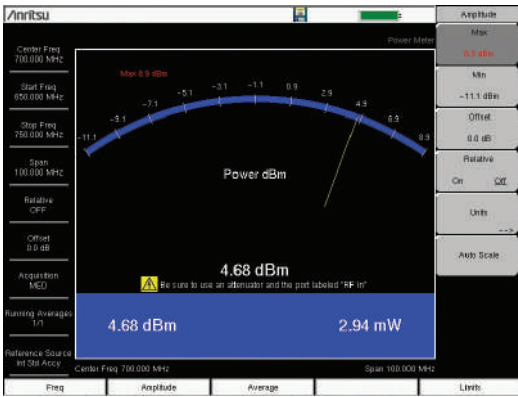 Anritsu
Power Meter
Center Freq
700.000 MHz
Start Freq
650.000 MHz
Stop Freq
750.000 MHz
Span
100.000 MHz
Relative
OFF
Offset
0.0 dB
Acquisition
MED
Running Averages
1/1
Reference Source
Int Std Accy
Max 8.9 dBm
-11.1
-9.1
-7.1
-5.1
-3.1
-1.1
0.9
2.9
4.9
6.9
8.9
Power dBm
4.68 dBm
Be sure to use an attenuator and the port labeled "RF In"
4.68 dBm
2.94 mW
Center Freq 700.000 MHz
Span 100.000 MHz
Amplitude
Max
8.9 dBm
Min
-11.1 dBm
Offset
0.0 dB
Relative
On Off
Units
-->
Auto Scale
Freq
Amplitude
Average
Limits